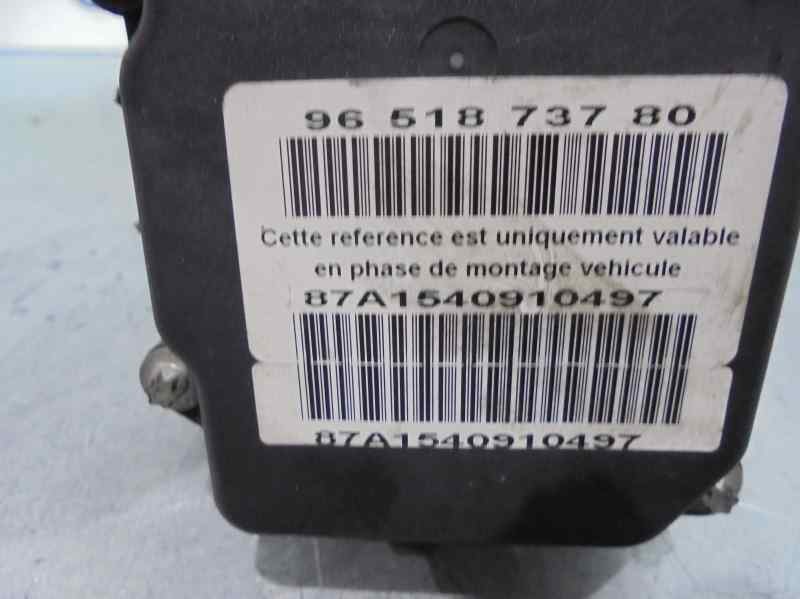 96 518 737 80
Cette reference est uniquement valable
en phase de montage vehicule
87A1540910497
87A1540910497